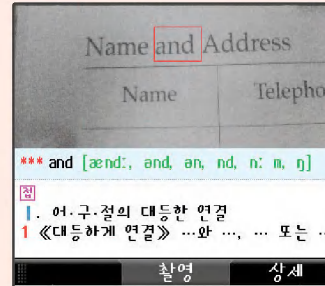 Name and Address
Name Telepho
*** and [ænd:, ənd, ən, nd, n: m, ŋ]
접
Ⅰ. 어·구·절의 대등한 연결
1 ≪대등하게 연결≫ …와 …, … 또는 …
촬영 상세